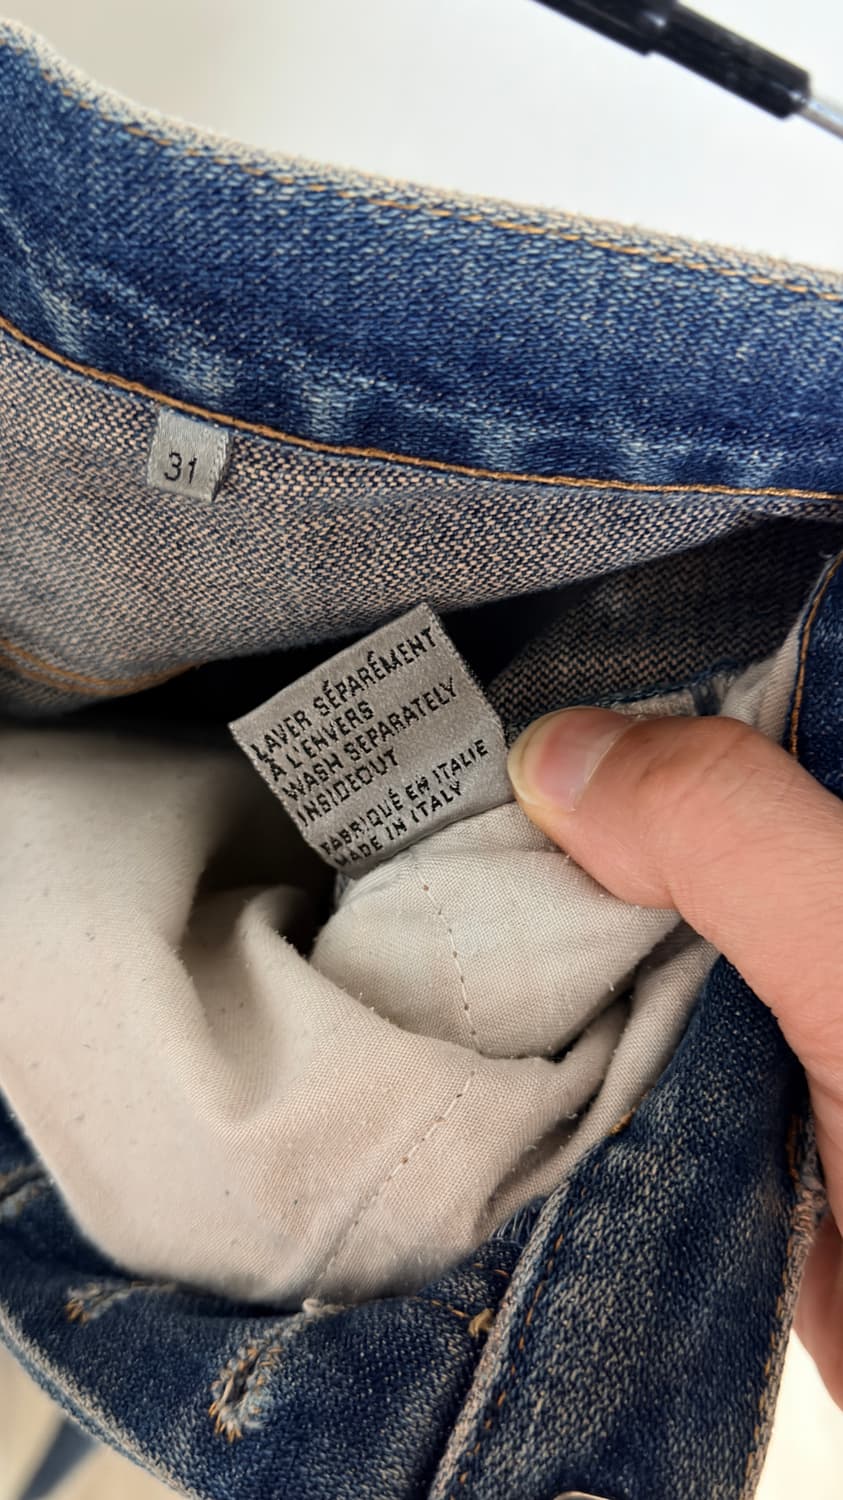 31
LAVER SÉPARÉMENT
À L'ENVERS
WASH SEPARATELY
INSIDEOUT
FABRIQUÉ EN ITALIE
MADE IN ITALY